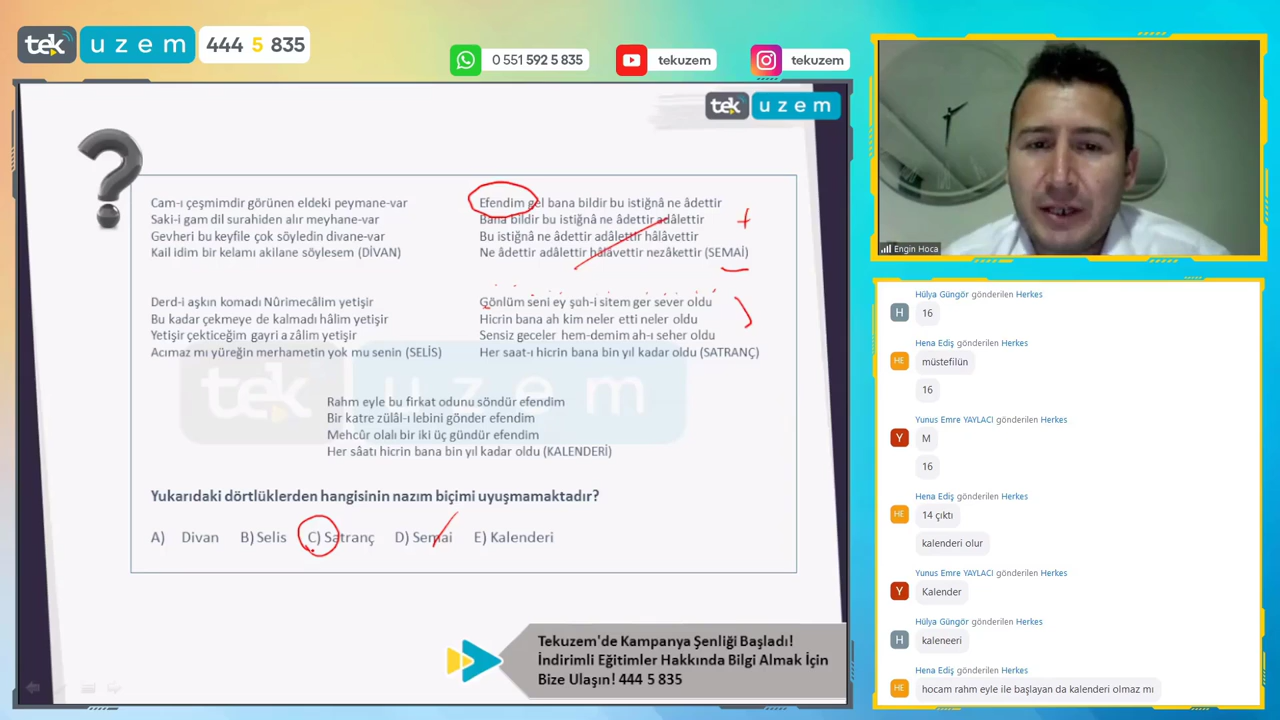 tek uzem 444 5 835
0 551 592 5 835
tekuzem
tekuzem
tek uzem
Cam-ı çeşmimdir görünen eldeki peymane-var
Saki-i gam dil surahiden alır meyhane-var
Gevheri bu keyfile çok söyledin divane-var
Kail idim bir kelamı akilane söylesem (DİVAN)
Efendim gel bana bildir bu istiğnâ ne âdettir
Bana bildir bu istiğnâ ne âdettir adâlettir
Bu istiğnâ ne âdettir adâlettir hâlâvettir
Ne âdettir adâlettir hâlâvettir nezâkettir (SEMAİ)
Derd-i aşkın komadı Nûrimecâlim yetişir
Bu kadar çekmeye de kalmadı hâlim yetişir
Yetişir çekticeğim gayri a zâlim yetişir
Acımaz mı yüreğin merhametin yok mu senin (SELİS)
Gönlüm seni ey şuh-i sitem ger sever oldu
Hicrin bana ah kim neler etti neler oldu
Sensiz geceler hem-demim ah-ı seher oldu
Her saat-ı hicrin bana bin yıl kadar oldu (SATRANÇ)
tek uzem
Rahm eyle bu firkat odunu söndür efendim
Bir katre zülâl-ı lebini gönder efendim
Mehcûr olalı bir iki üç gündür efendim
Her sâatı hicrin bana bin yıl kadar oldu (KALENDERİ)
Yukarıdaki dörtlüklerden hangisinin nazım biçimi uyuşmamaktadır?
A) Divan B) Selis C) Satranç D) Semai E) Kalenderi
Tekuzem'de Kampanya Şenliği Başladı!
İndirimli Eğitimler Hakkında Bilgi Almak İçin
Bize Ulaşın! 444 5 835
Engin Hoca
Hülya Güngör gönderilen Herkes
H 16
Hena Ediş gönderilen Herkes
HE müstefilün
16
Yunus Emre YAYLACI gönderilen Herkes
Y M
16
Hena Ediş gönderilen Herkes
HE 14 çıktı
kalenderi olur
Yunus Emre YAYLACI gönderilen Herkes
Y Kalender
Hülya Güngör gönderilen Herkes
H kaleneeri
Hena Ediş gönderilen Herkes
HE hocam rahm eyle ile başlayan da kalenderi olmaz mı